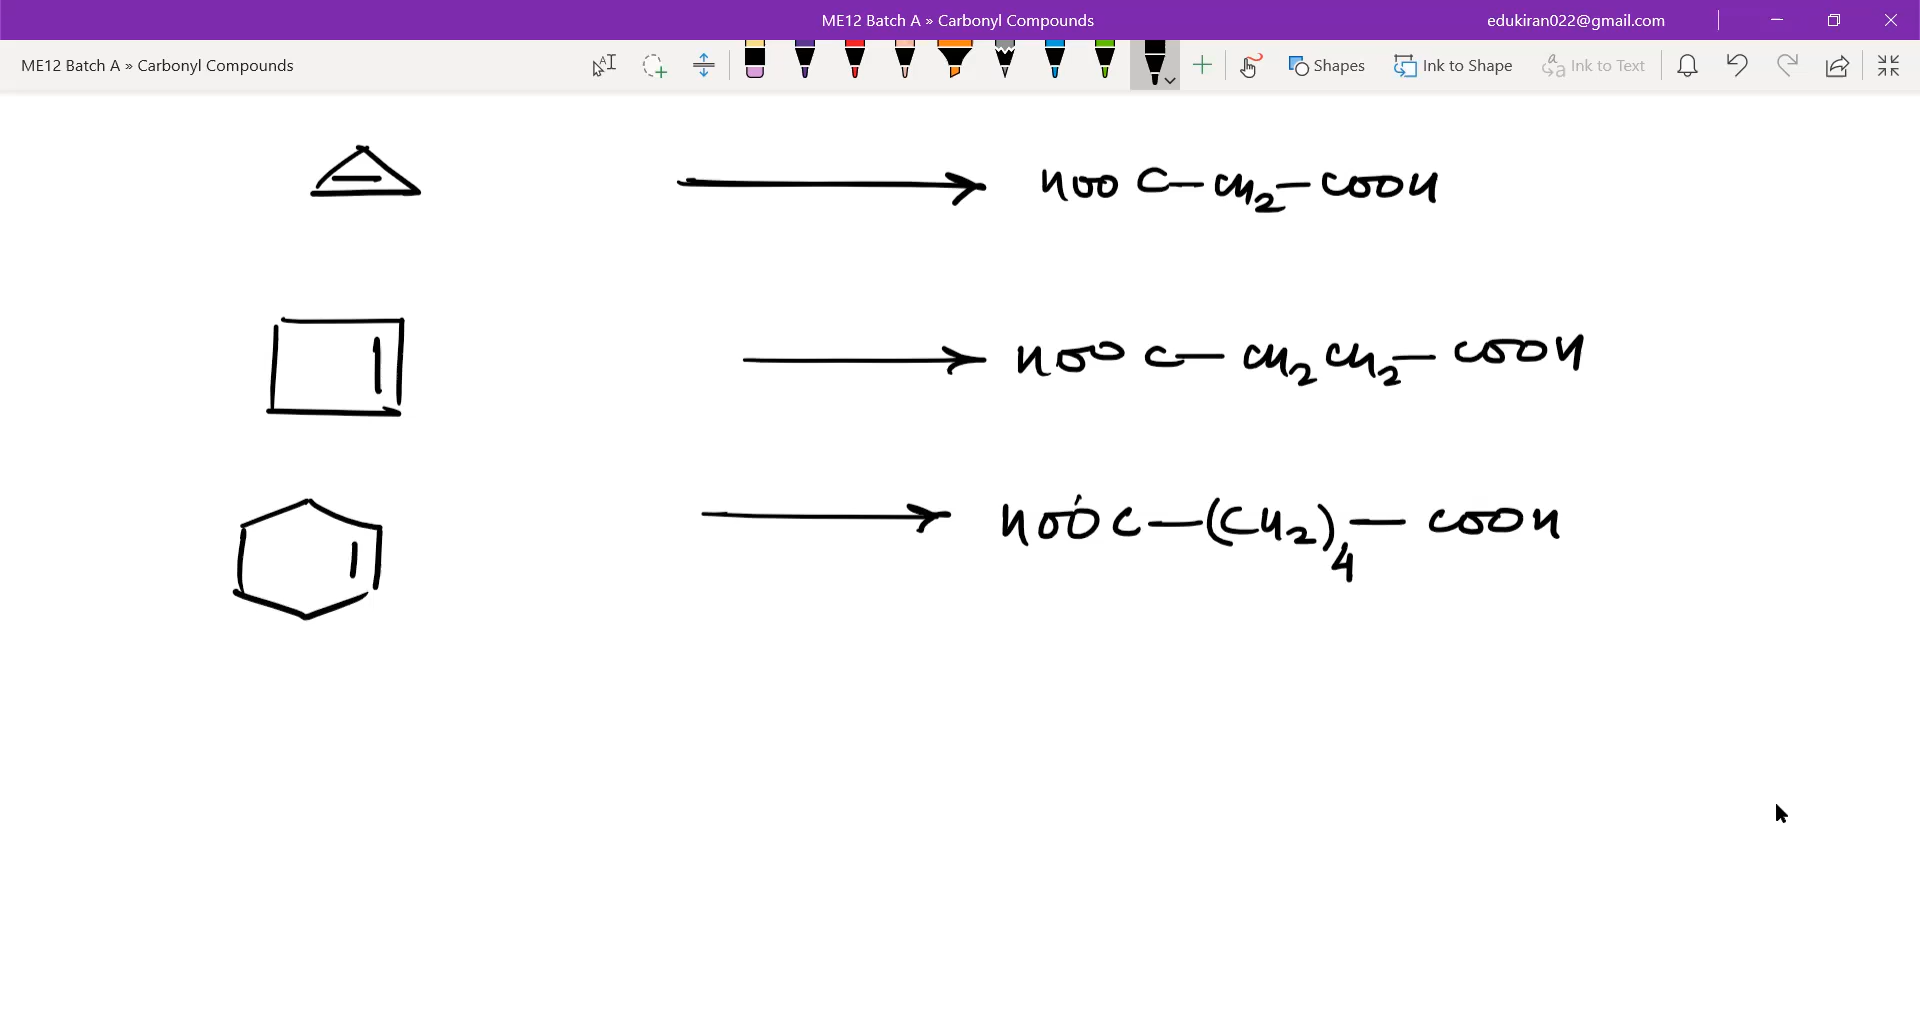 ME12 Batch A » Carbonyl Compounds
edukiran022@gmail.com
ME12 Batch A » Carbonyl Compounds
Shapes
Ink to Shape
Ink to Text
HOOC—CH₂—COOH
HOOC—CH₂CH₂—COOH
HOOC—(CH₂)₄—COOH